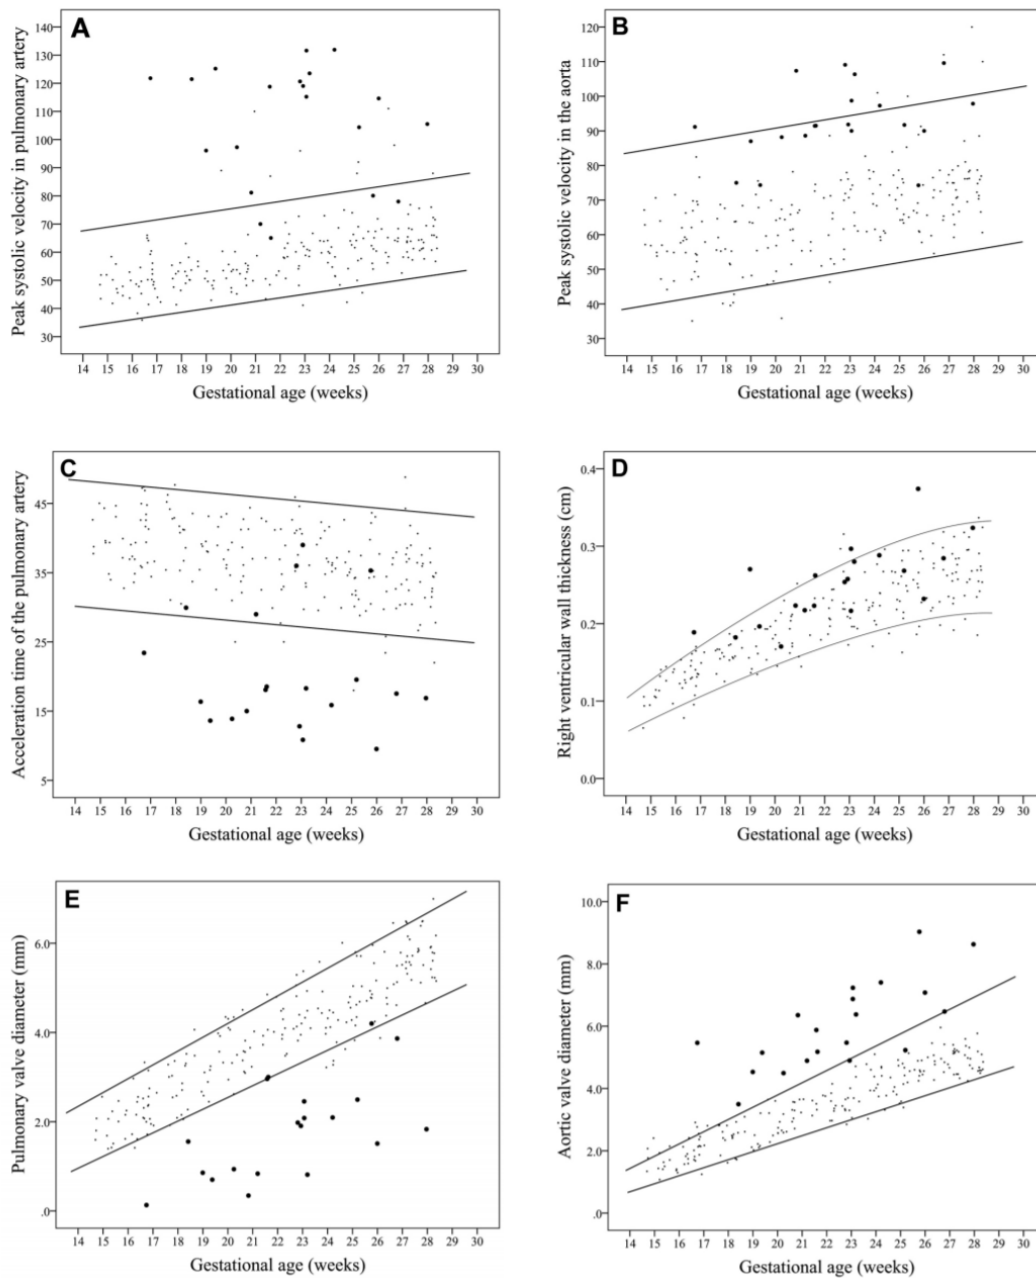 A
Peak systolic velocity in pulmonary artery
140
130
120
110
100
90
80
70
60
50
40
30
14 15 16 17 18 19 20 21 22 23 24 25 26 27 28 29 30
Gestational age (weeks)
B
Peak systolic velocity in the aorta
120
110
100
90
80
70
60
50
40
30
14 15 16 17 18 19 20 21 22 23 24 25 26 27 28 29 30
Gestational age (weeks)
C
Acceleration time of the pulmonary artery
45
35
25
15
5
14 15 16 17 18 19 20 21 22 23 24 25 26 27 28 29 30
Gestational age (weeks)
D
Right ventricular wall thickness (cm)
0.4
0.3
0.2
0.1
0.0
14 15 16 17 18 19 20 21 22 23 24 25 26 27 28 29 30
Gestational age (weeks)
E
Pulmonary valve diameter (mm)
6.0
4.0
2.0
.0
14 15 16 17 18 19 20 21 22 23 24 25 26 27 28 29 30
Gestational age (weeks)
F
Aortic valve diameter (mm)
10.0
8.0
6.0
4.0
2.0
.0
14 15 16 17 18 19 20 21 22 23 24 25 26 27 28 29 30
Gestational age (weeks)